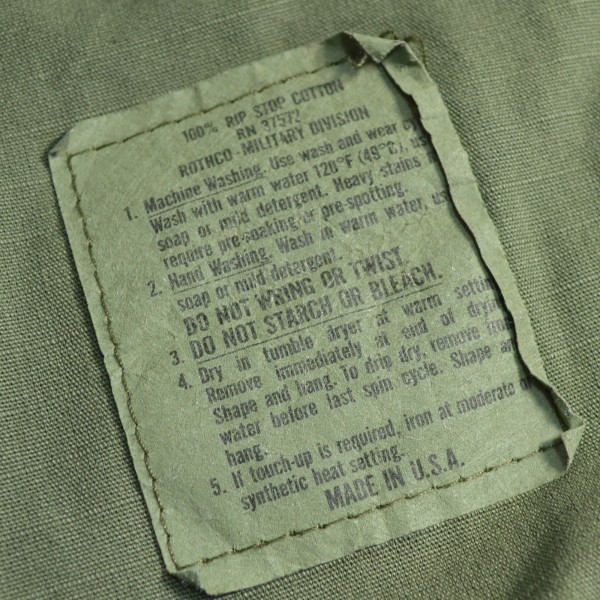 100% RIP STOP COTTON
RN 37572
ROTHCO - MILITARY DIVISION
1. Machine Washing. Use wash and wear cy
Wash with warm water 120°F (49°C), us
soap or mild detergent. Heavy stains m
require pre-soaking or pre-spotting.
2. Hand Washing. Wash in warm water, us
soap or mild detergent.
DO NOT WRING OR TWIST.
3. DO NOT STARCH OR BLEACH.
4. Dry in tumble dryer at warm setting
Remove immediately at end of drying
Shape and hang. To drip dry, remove from
water before last spin cycle. Shape an
hang.
5. If touch-up is required, iron at moderate o
synthetic heat setting.
MADE IN U.S.A.